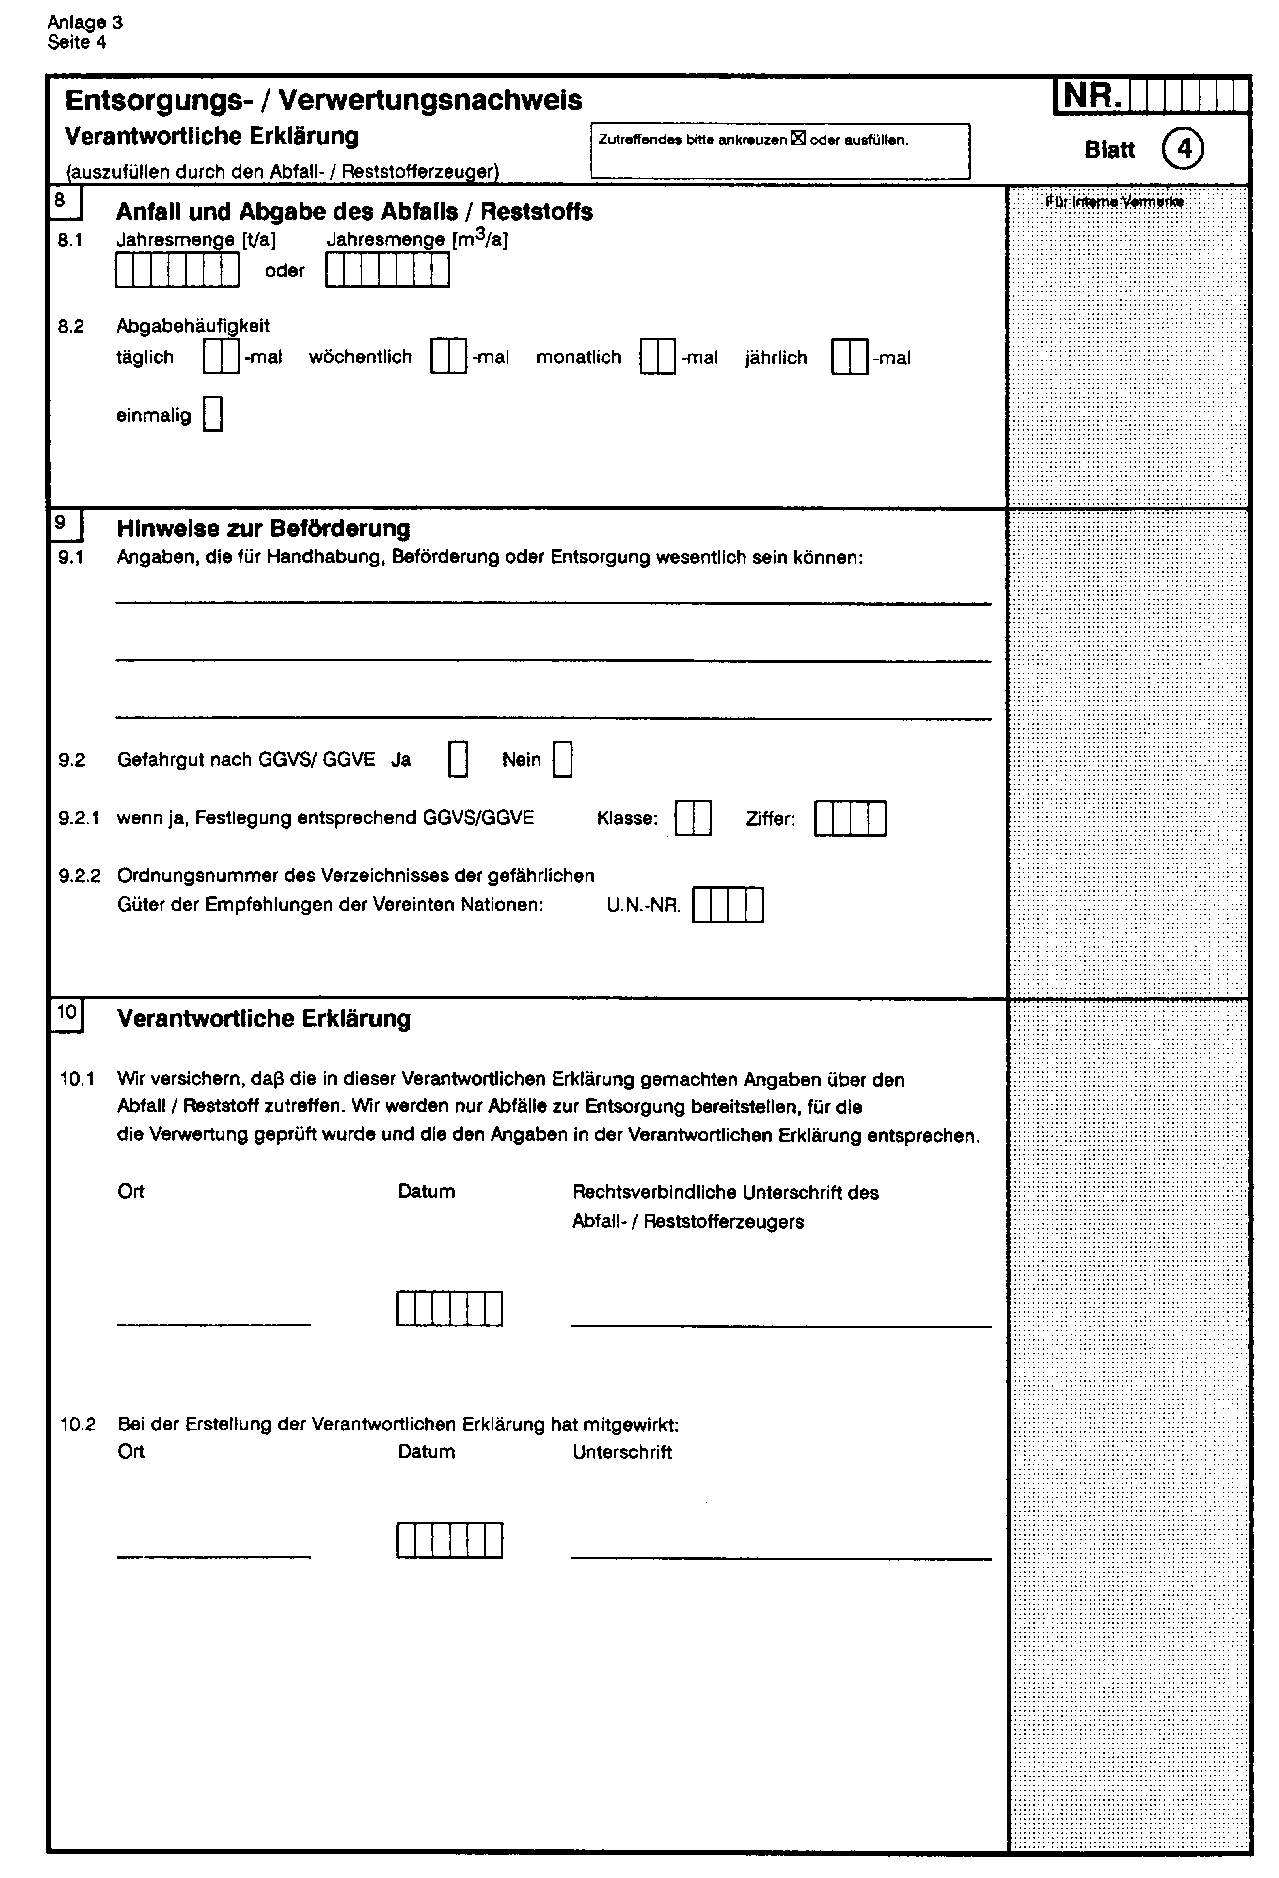 Anlage 3
Seite 4
Entsorgungs- / Verwertungsnachweis
NR.
Verantwortliche Erklärung
Zutreffendes bitte ankreuzen ☒ oder ausfüllen.
Blatt 4
(auszufüllen durch den Abfall- / Reststofferzeuger)
8 Anfall und Abgabe des Abfalls / Reststoffs
Für interne Vermerke
8.1 Jahresmenge [t/a] Jahresmenge [m³/a]
oder
8.2 Abgabehäufigkeit
täglich -mal wöchentlich -mal monatlich -mal jährlich -mal
einmalig
9 Hinweise zur Beförderung
9.1 Angaben, die für Handhabung, Beförderung oder Entsorgung wesentlich sein können:
9.2 Gefahrgut nach GGVS/ GGVE Ja Nein
9.2.1 wenn ja, Festlegung entsprechend GGVS/GGVE Klasse: Ziffer:
9.2.2 Ordnungsnummer des Verzeichnisses der gefährlichen
Güter der Empfehlungen der Vereinten Nationen: U.N.-NR.
10 Verantwortliche Erklärung
10.1 Wir versichern, daß die in dieser Verantwortlichen Erklärung gemachten Angaben über den
Abfall / Reststoff zutreffen. Wir werden nur Abfälle zur Entsorgung bereitstellen, für die
die Verwertung geprüft wurde und die den Angaben in der Verantwortlichen Erklärung entsprechen.
Ort Datum Rechtsverbindliche Unterschrift des
Abfall- / Reststofferzeugers
10.2 Bei der Erstellung der Verantwortlichen Erklärung hat mitgewirkt:
Ort Datum Unterschrift